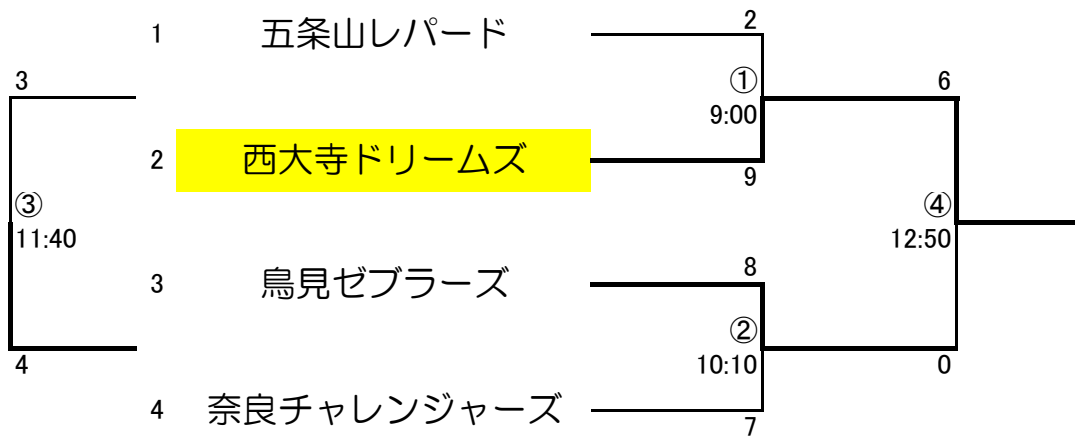 1 五条山レパード 2
3 ① 6
9:00
2 西大寺ドリームズ 9
③ ④
11:40 12:50
3 鳥見ゼブラーズ 8
②
4 10:10 0
4 奈良チャレンジャーズ 7